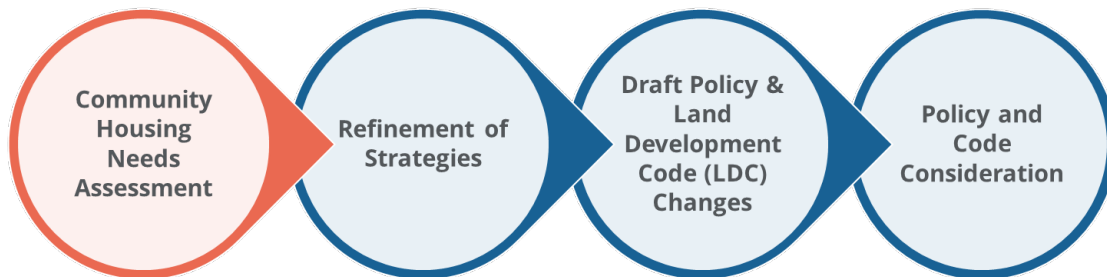 Community
Housing
Needs
Assessment
Refinement of
Strategies
Draft Policy &
Land
Development
Code (LDC)
Changes
Policy and
Code
Consideration